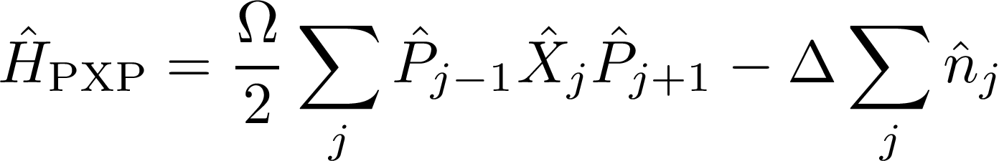 Ĥ_PXP = Ω/2 ∑_j P̂_{j−1} X̂_j P̂_{j+1} − Δ ∑_j n̂_j